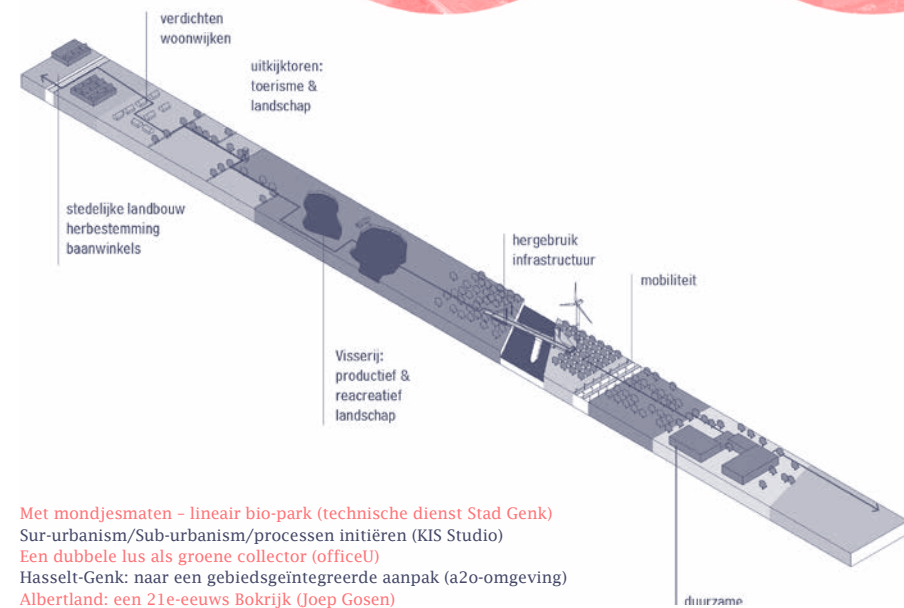 verdichten
woonwijken
uitkijktoren:
toerisme &
landschap
stedelijke landbouw
herbestemming
baanwinkels
hergebruik
infrastructuur
mobiliteit
Visserij:
productief &
reacreatief
landschap
Met mondjesmaten – lineair bio-park (technische dienst Stad Genk)
Sur-urbanism/Sub-urbanism/processen initiëren (KIS Studio)
Een dubbele lus als groene collector (officeU)
Hasselt-Genk: naar een gebiedsgeïntegreerde aanpak (a2o-omgeving)
Albertland: een 21e-eeuws Bokrijk (Joep Gosen)
duurzame